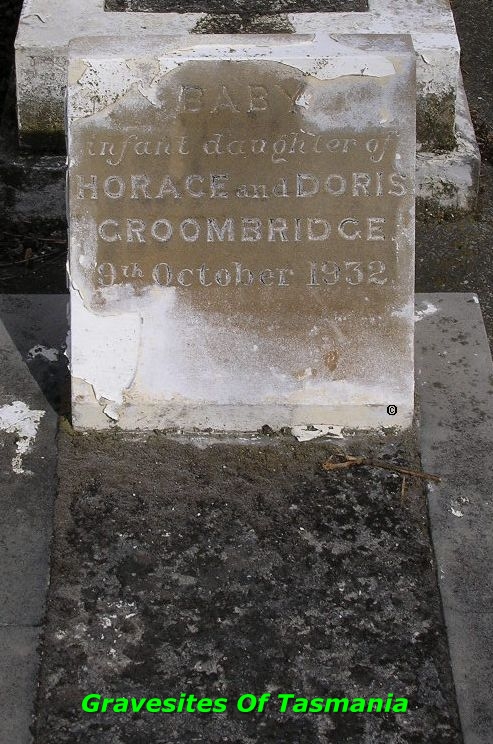 BABY
infant daughter of
HORACE and DORIS
GROOMBRIDGE.
9th October 1932.
©
Gravesites Of Tasmania